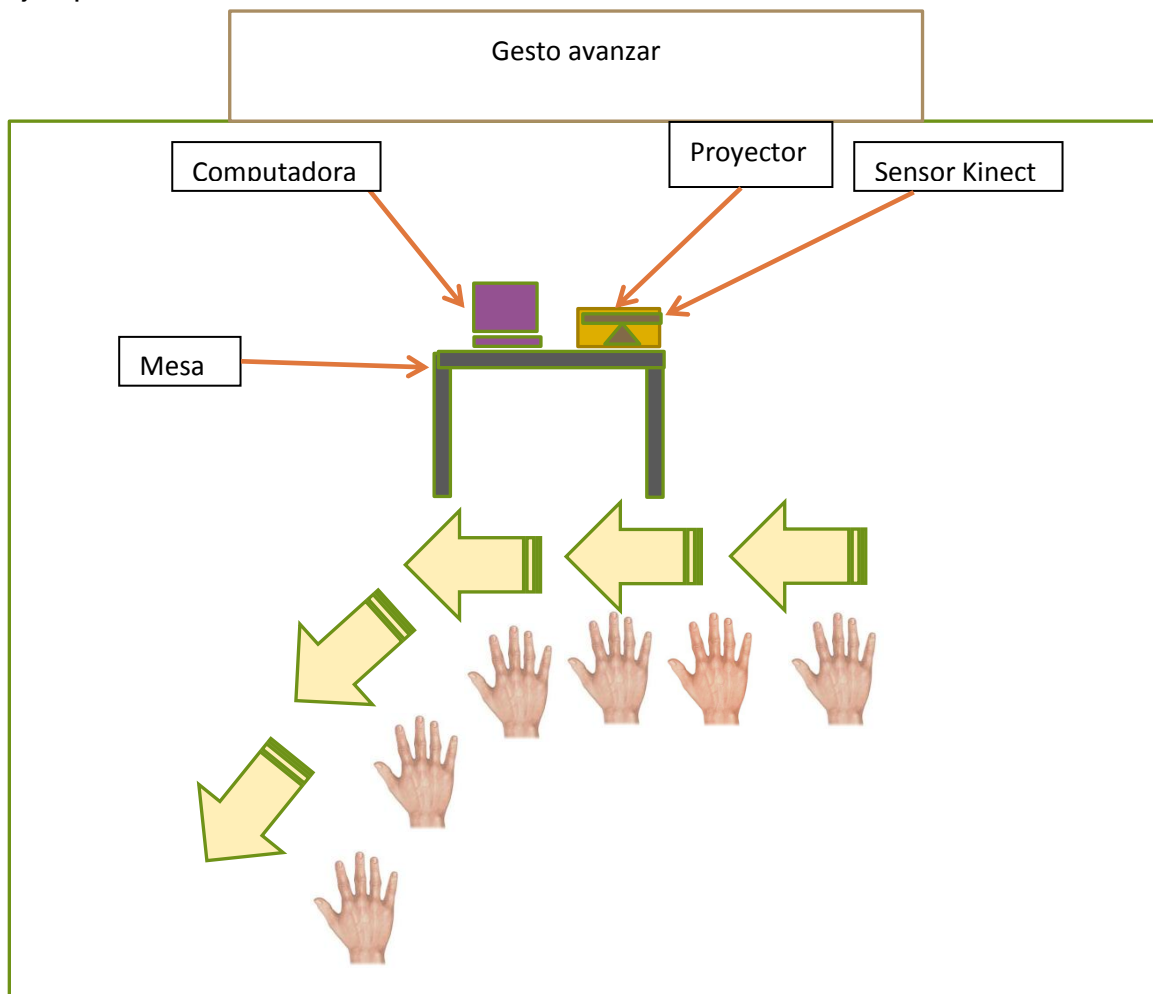 Gesto avanzar
Computadora
Proyector
Sensor Kinect
Mesa